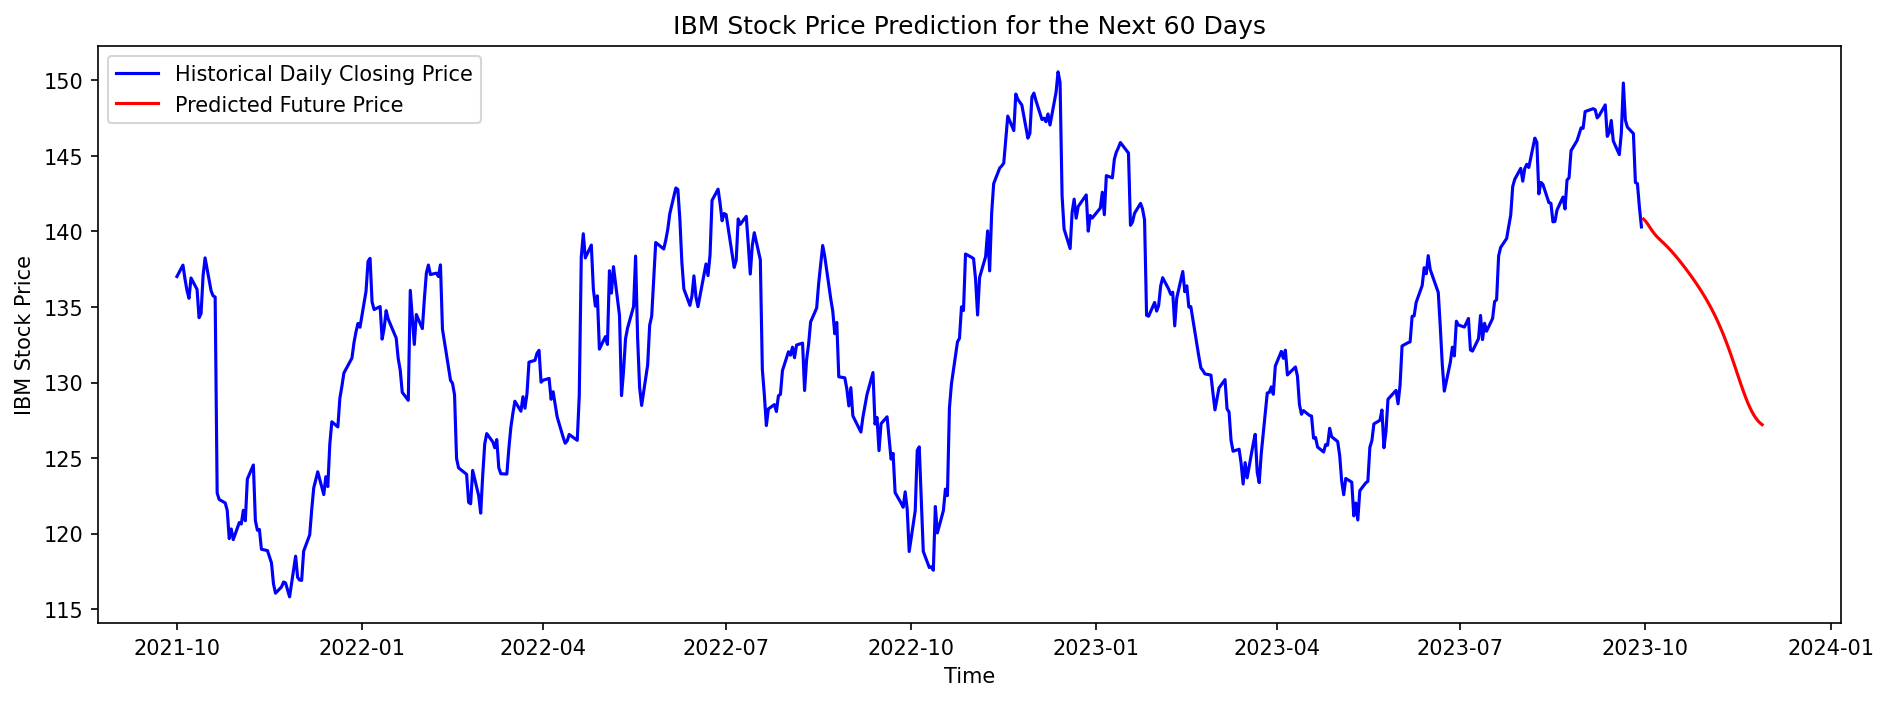 IBM Stock Price Prediction for the Next 60 Days
Historical Daily Closing Price
Predicted Future Price
IBM Stock Price
150
145
140
135
130
125
120
115
2021-10 2022-01 2022-04 2022-07 2022-10 2023-01 2023-04 2023-07 2023-10 2024-01
Time